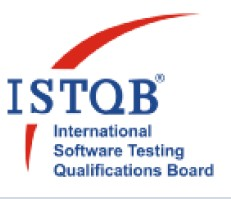 ISTQB®
International
Software Testing
Qualifications Board